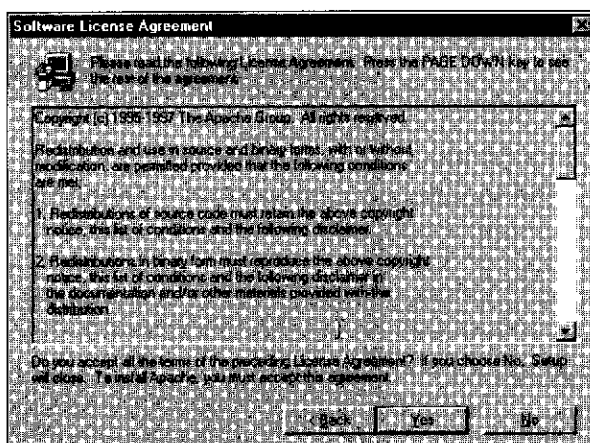 Software License Agreement
Please read the following License Agreement. Press the PAGE DOWN key to see
the rest of the agreement.
Copyright (c) 1995-1997 The Apache Group. All rights reserved.
Redistribution and use in source and binary forms, with or without
modification, are permitted provided that the following conditions
are met:
1. Redistributions of source code must retain the above copyright
notice, this list of conditions and the following disclaimer.
2. Redistributions in binary form must reproduce the above copyright
notice, this list of conditions and the following disclaimer in
the documentation and/or other materials provided with the
distribution.
Do you accept all the terms of the preceding License Agreement? If you choose No, Setup
will close. To install Apache, you must accept this agreement.
< Back Yes No